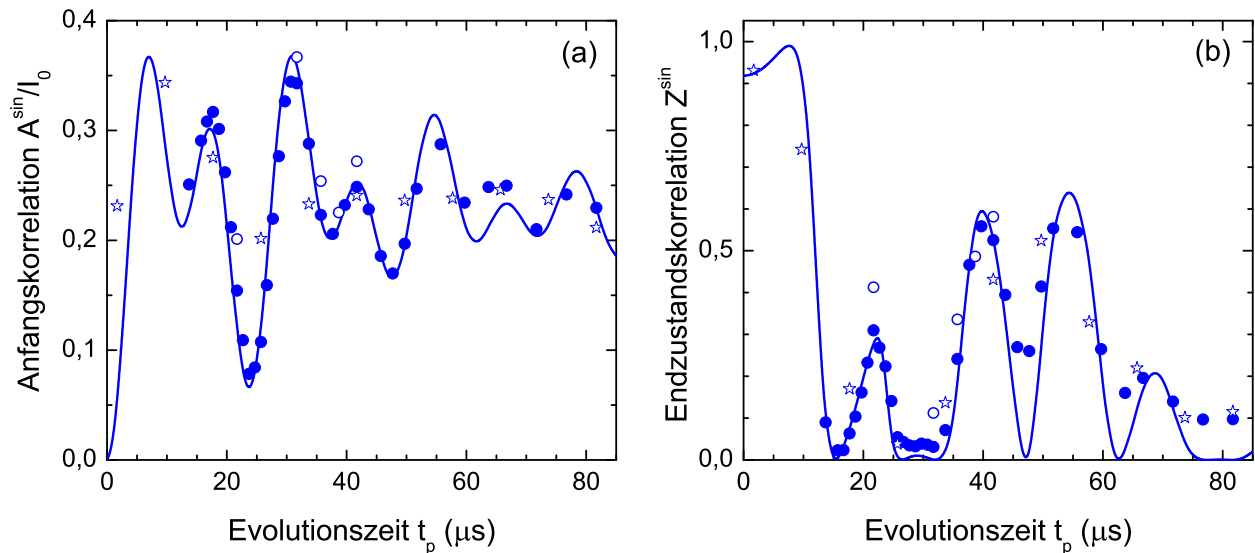 (a)
Anfangskorrelation A^sin/I_0
0,4
0,3
0,2
0,1
0,0
0 20 40 60 80
Evolutionszeit t_p (μs)
(b)
Endzustandskorrelation Z^sin
1,0
0,5
0,0
0 20 40 60 80
Evolutionszeit t_p (μs)